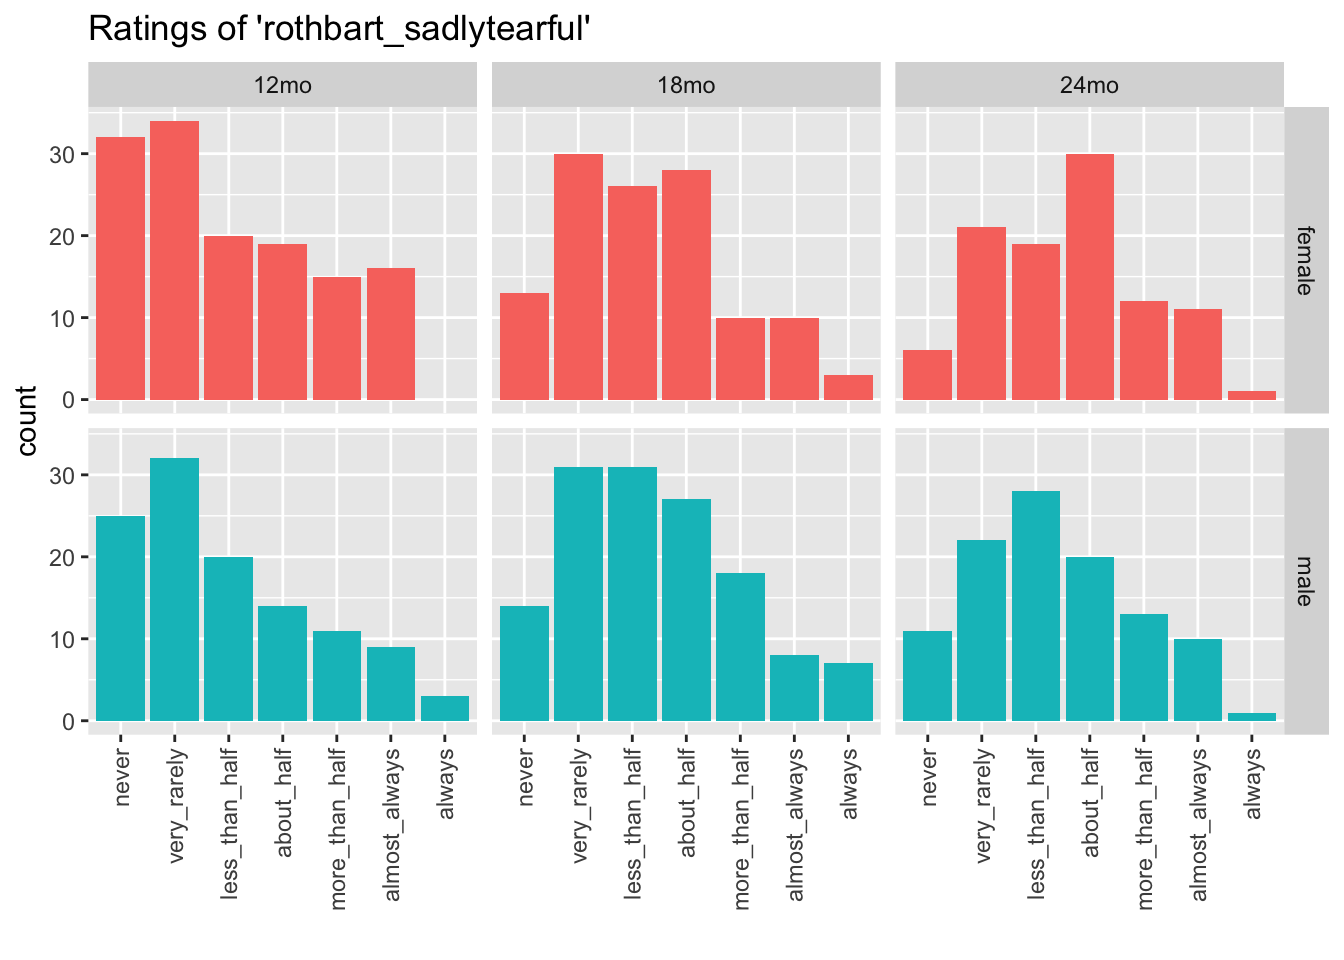 Ratings of 'rothbart_sadlytearful'
12mo 18mo 24mo
30
20
10
0
female
count
30
20
10
0
male
never very_rarely less_than_half about_half more_than_half almost_always always never very_rarely less_than_half about_half more_than_half almost_always always never very_rarely less_than_half about_half more_than_half almost_always always